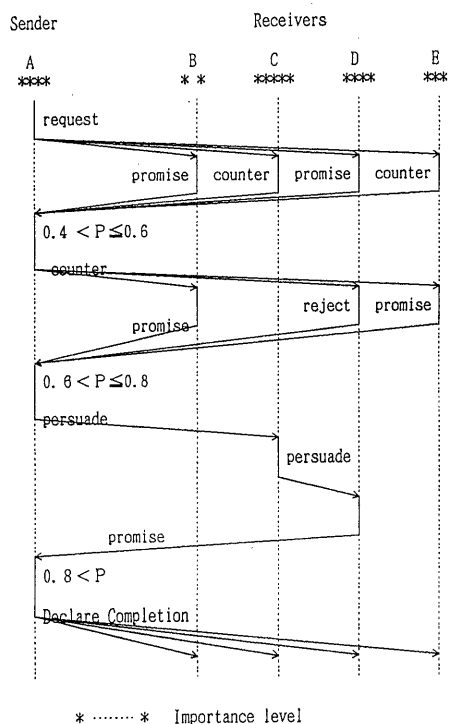 Sender Receivers
A B C D E
**** * * ***** **** ***
request
promise counter promise counter
0.4 < P ≦0.6
counter
reject promise
promise
0.6 < P ≦0.8
persuade
persuade
promise
0.8 < P
Declare Completion
* ‥‥‥‥ * Importance level